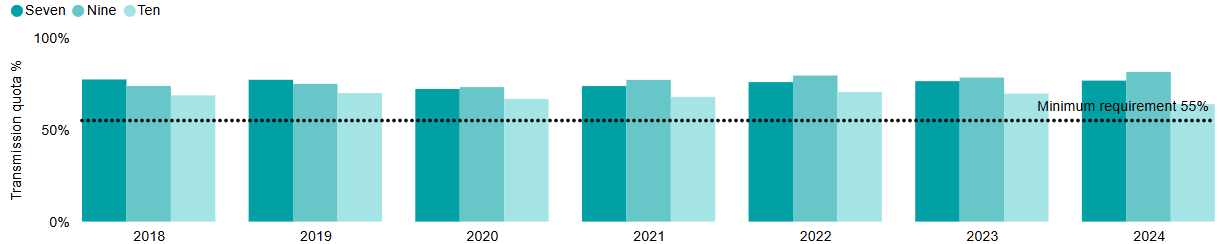 Seven Nine Ten
Transmission quota %
100%
50%
0%
Minimum requirement 55%
2018 2019 2020 2021 2022 2023 2024